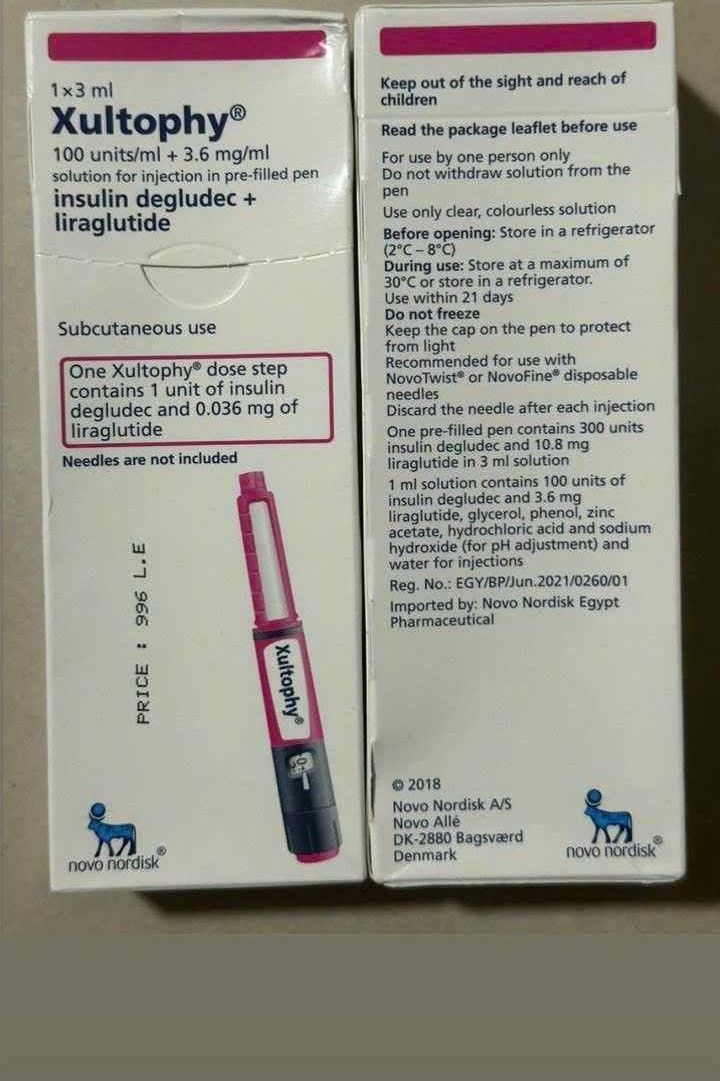 1×3 ml
Xultophy®
100 units/ml + 3.6 mg/ml
solution for injection in pre-filled pen
insulin degludec +
liraglutide
Subcutaneous use
One Xultophy® dose step
contains 1 unit of insulin
degludec and 0.036 mg of
liraglutide
Needles are not included
PRICE : 996 L.E
Xultophy®
novo nordisk®
Keep out of the sight and reach of
children
Read the package leaflet before use
For use by one person only
Do not withdraw solution from the
pen
Use only clear, colourless solution
Before opening: Store in a refrigerator
(2°C – 8°C)
During use: Store at a maximum of
30°C or store in a refrigerator.
Use within 21 days
Do not freeze
Keep the cap on the pen to protect
from light
Recommended for use with
NovoTwist® or NovoFine® disposable
needles
Discard the needle after each injection
One pre-filled pen contains 300 units
insulin degludec and 10.8 mg
liraglutide in 3 ml solution
1 ml solution contains 100 units of
insulin degludec and 3.6 mg
liraglutide, glycerol, phenol, zinc
acetate, hydrochloric acid and sodium
hydroxide (for pH adjustment) and
water for injections
Reg. No.: EGY/BP/Jun.2021/0260/01
Imported by: Novo Nordisk Egypt
Pharmaceutical
© 2018
Novo Nordisk A/S
Novo Allé
DK-2880 Bagsværd
Denmark
novo nordisk®